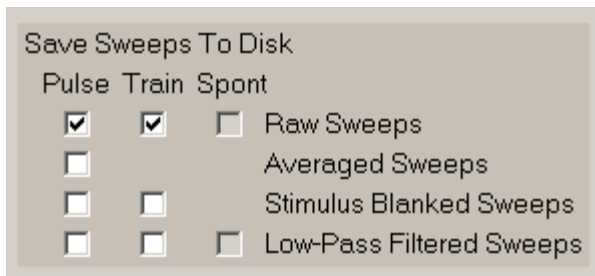 Save Sweeps To Disk
Pulse Train Spont
Raw Sweeps
Averaged Sweeps
Stimulus Blanked Sweeps
Low-Pass Filtered Sweeps